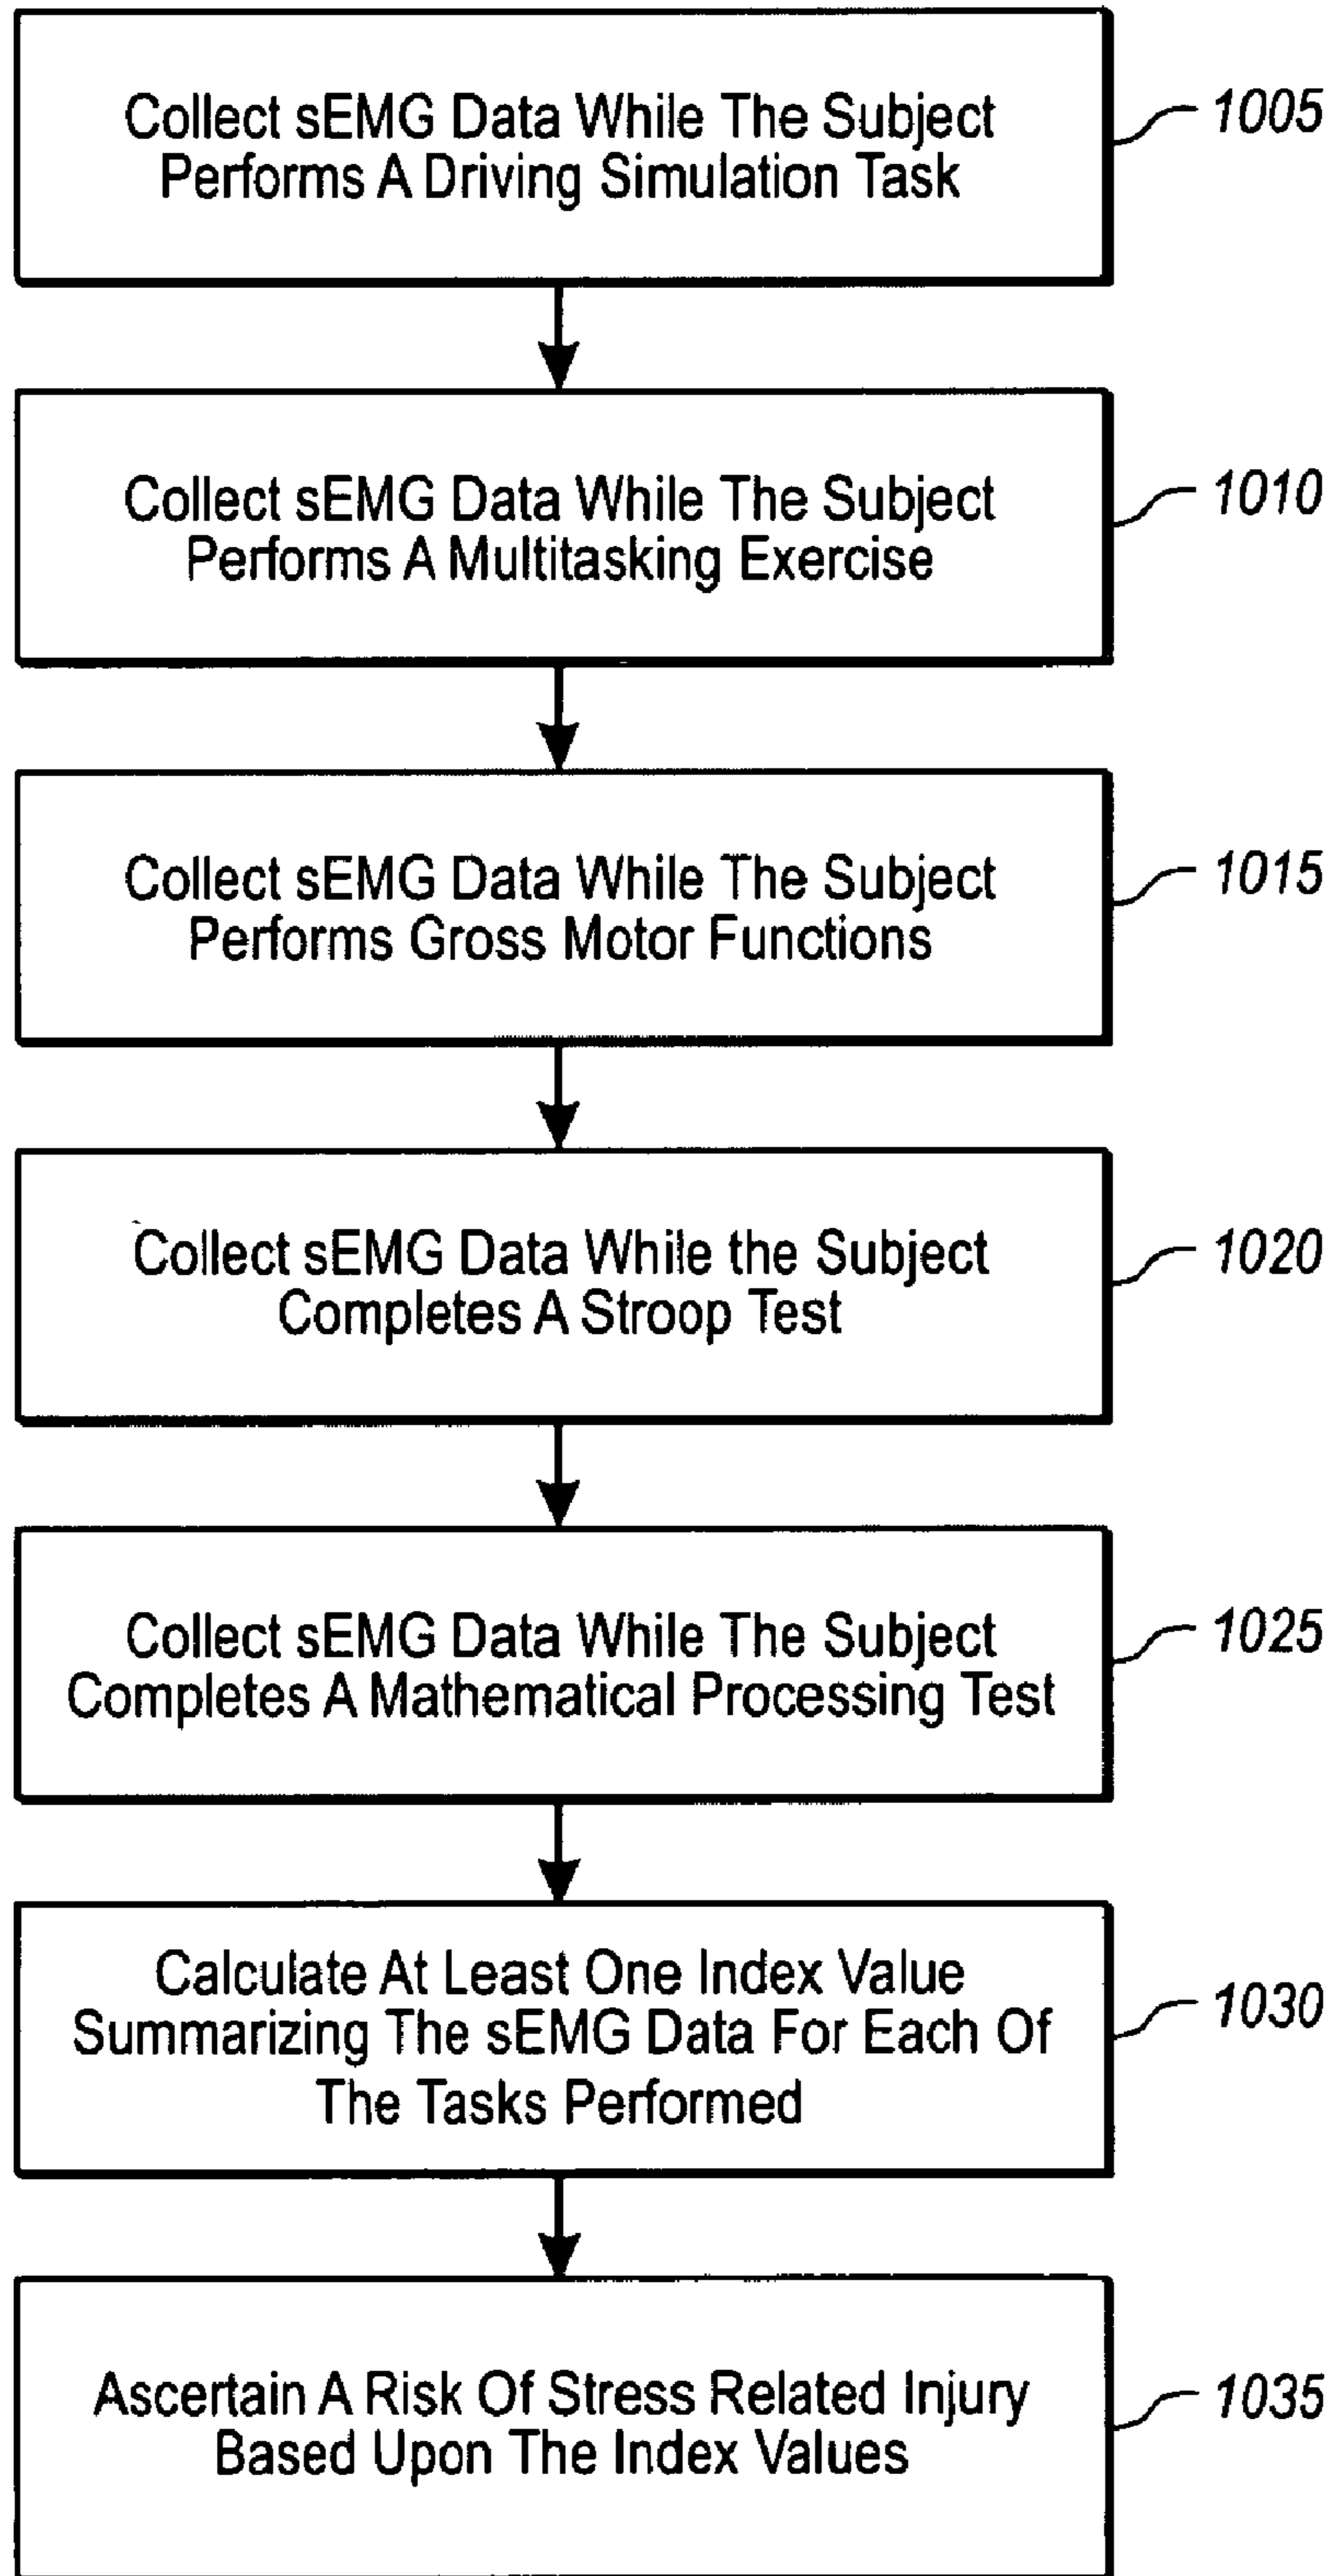 Collect sEMG Data While The Subject
Performs A Driving Simulation Task
1005
Collect sEMG Data While The Subject
Performs A Multitasking Exercise
1010
Collect sEMG Data While The Subject
Performs Gross Motor Functions
1015
Collect sEMG Data While the Subject
Completes A Stroop Test
1020
Collect sEMG Data While The Subject
Completes A Mathematical Processing Test
1025
Calculate At Least One Index Value
Summarizing The sEMG Data For Each Of
The Tasks Performed
1030
Ascertain A Risk Of Stress Related Injury
Based Upon The Index Values
1035